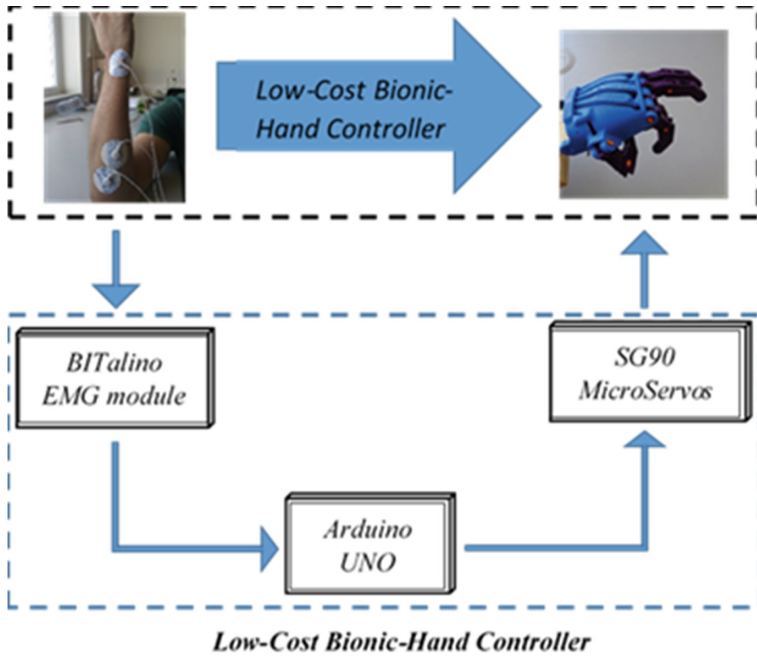 Low-Cost Bionic-
Hand Controller
BITalino
EMG module
SG90
MicroServos
Arduino
UNO
Low-Cost Bionic-Hand Controller